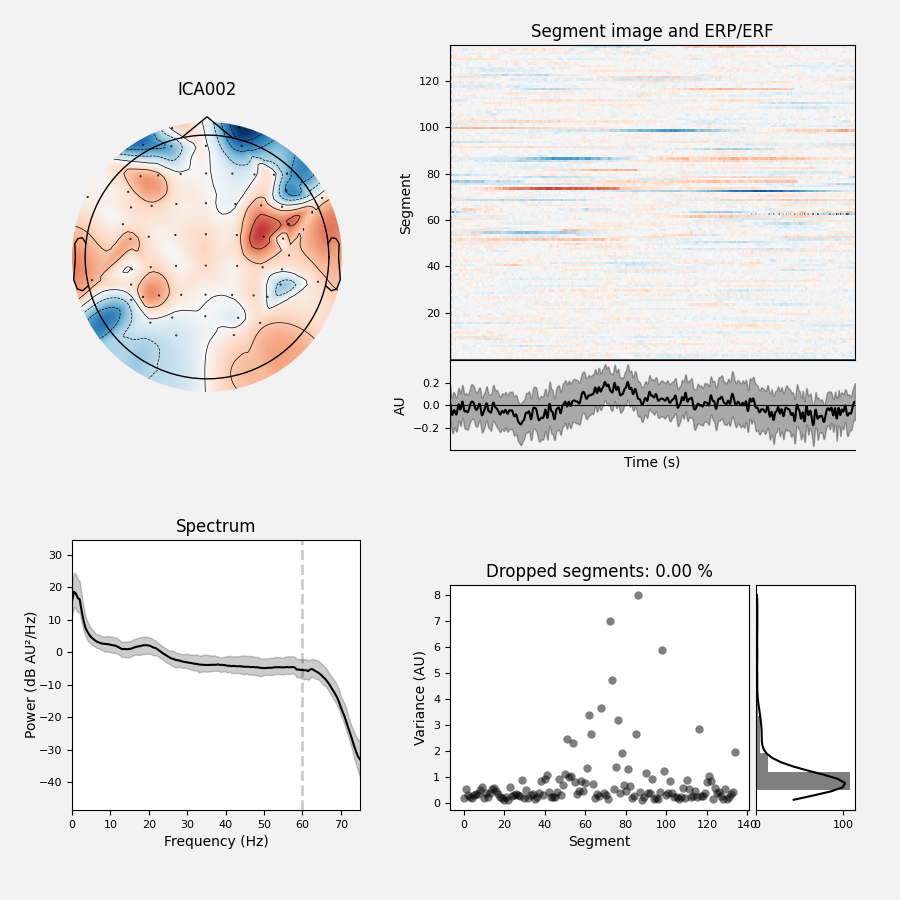 Segment image and ERP/ERF
ICA002
120
100
80
60
40
20
Segment
0.2
0.0
−0.2
AU
Time (s)
Spectrum
30
20
10
0
−10
−20
−30
−40
Power (dB AU²/Hz)
0 10 20 30 40 50 60 70
Frequency (Hz)
Dropped segments: 0.00 %
8
7
6
5
4
3
2
1
0
Variance (AU)
0 20 40 60 80 100 120 140
0 100
Segment